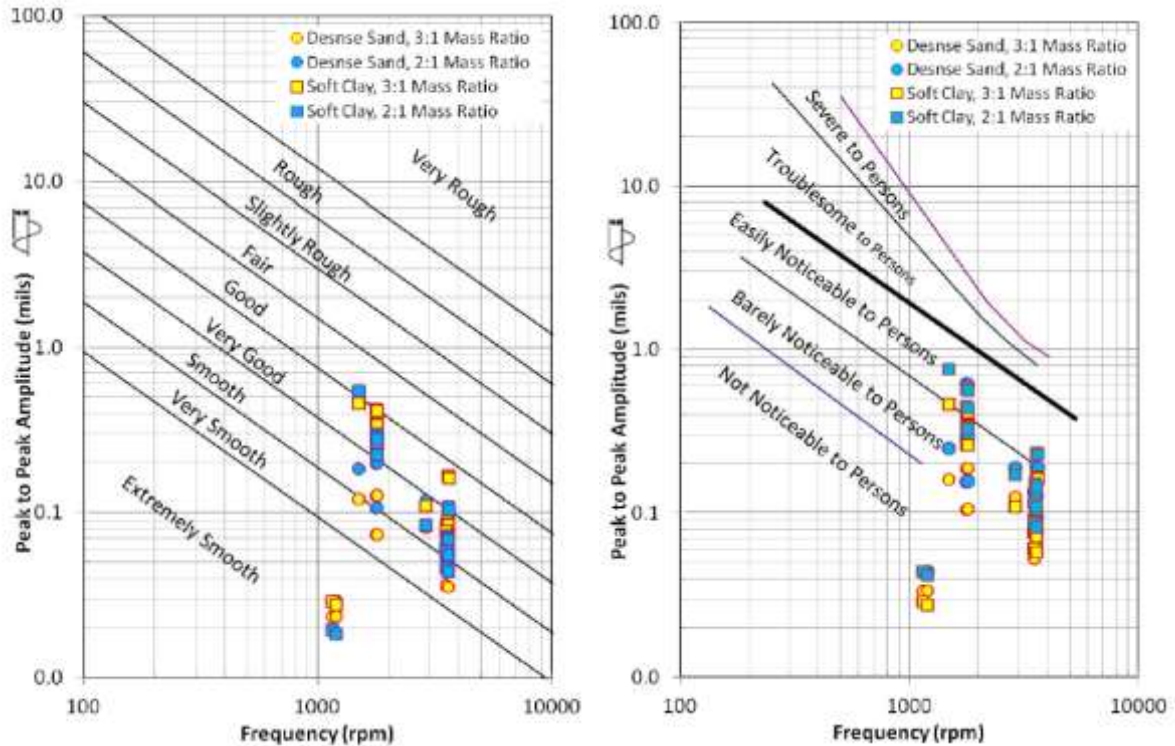 100.0
10.0
1.0
0.1
0.0
100
1000
10000
Peak to Peak Amplitude (mils)
Frequency (rpm)
Desnse Sand, 3:1 Mass Ratio
Desnse Sand, 2:1 Mass Ratio
Soft Clay, 3:1 Mass Ratio
Soft Clay, 2:1 Mass Ratio
Very Rough
Rough
Slightly Rough
Fair
Good
Very Good
Smooth
Very Smooth
Extremely Smooth
100.0
10.0
1.0
0.1
0.0
100
1000
10000
Peak to Peak Amplitude (mils)
Frequency (rpm)
Desnse Sand, 3:1 Mass Ratio
Desnse Sand, 2:1 Mass Ratio
Soft Clay, 3:1 Mass Ratio
Soft Clay, 2:1 Mass Ratio
Severe to Persons
Troublesome to Persons
Easily Noticeable to Persons
Barely Noticeable to Persons
Not Noticeable to Persons